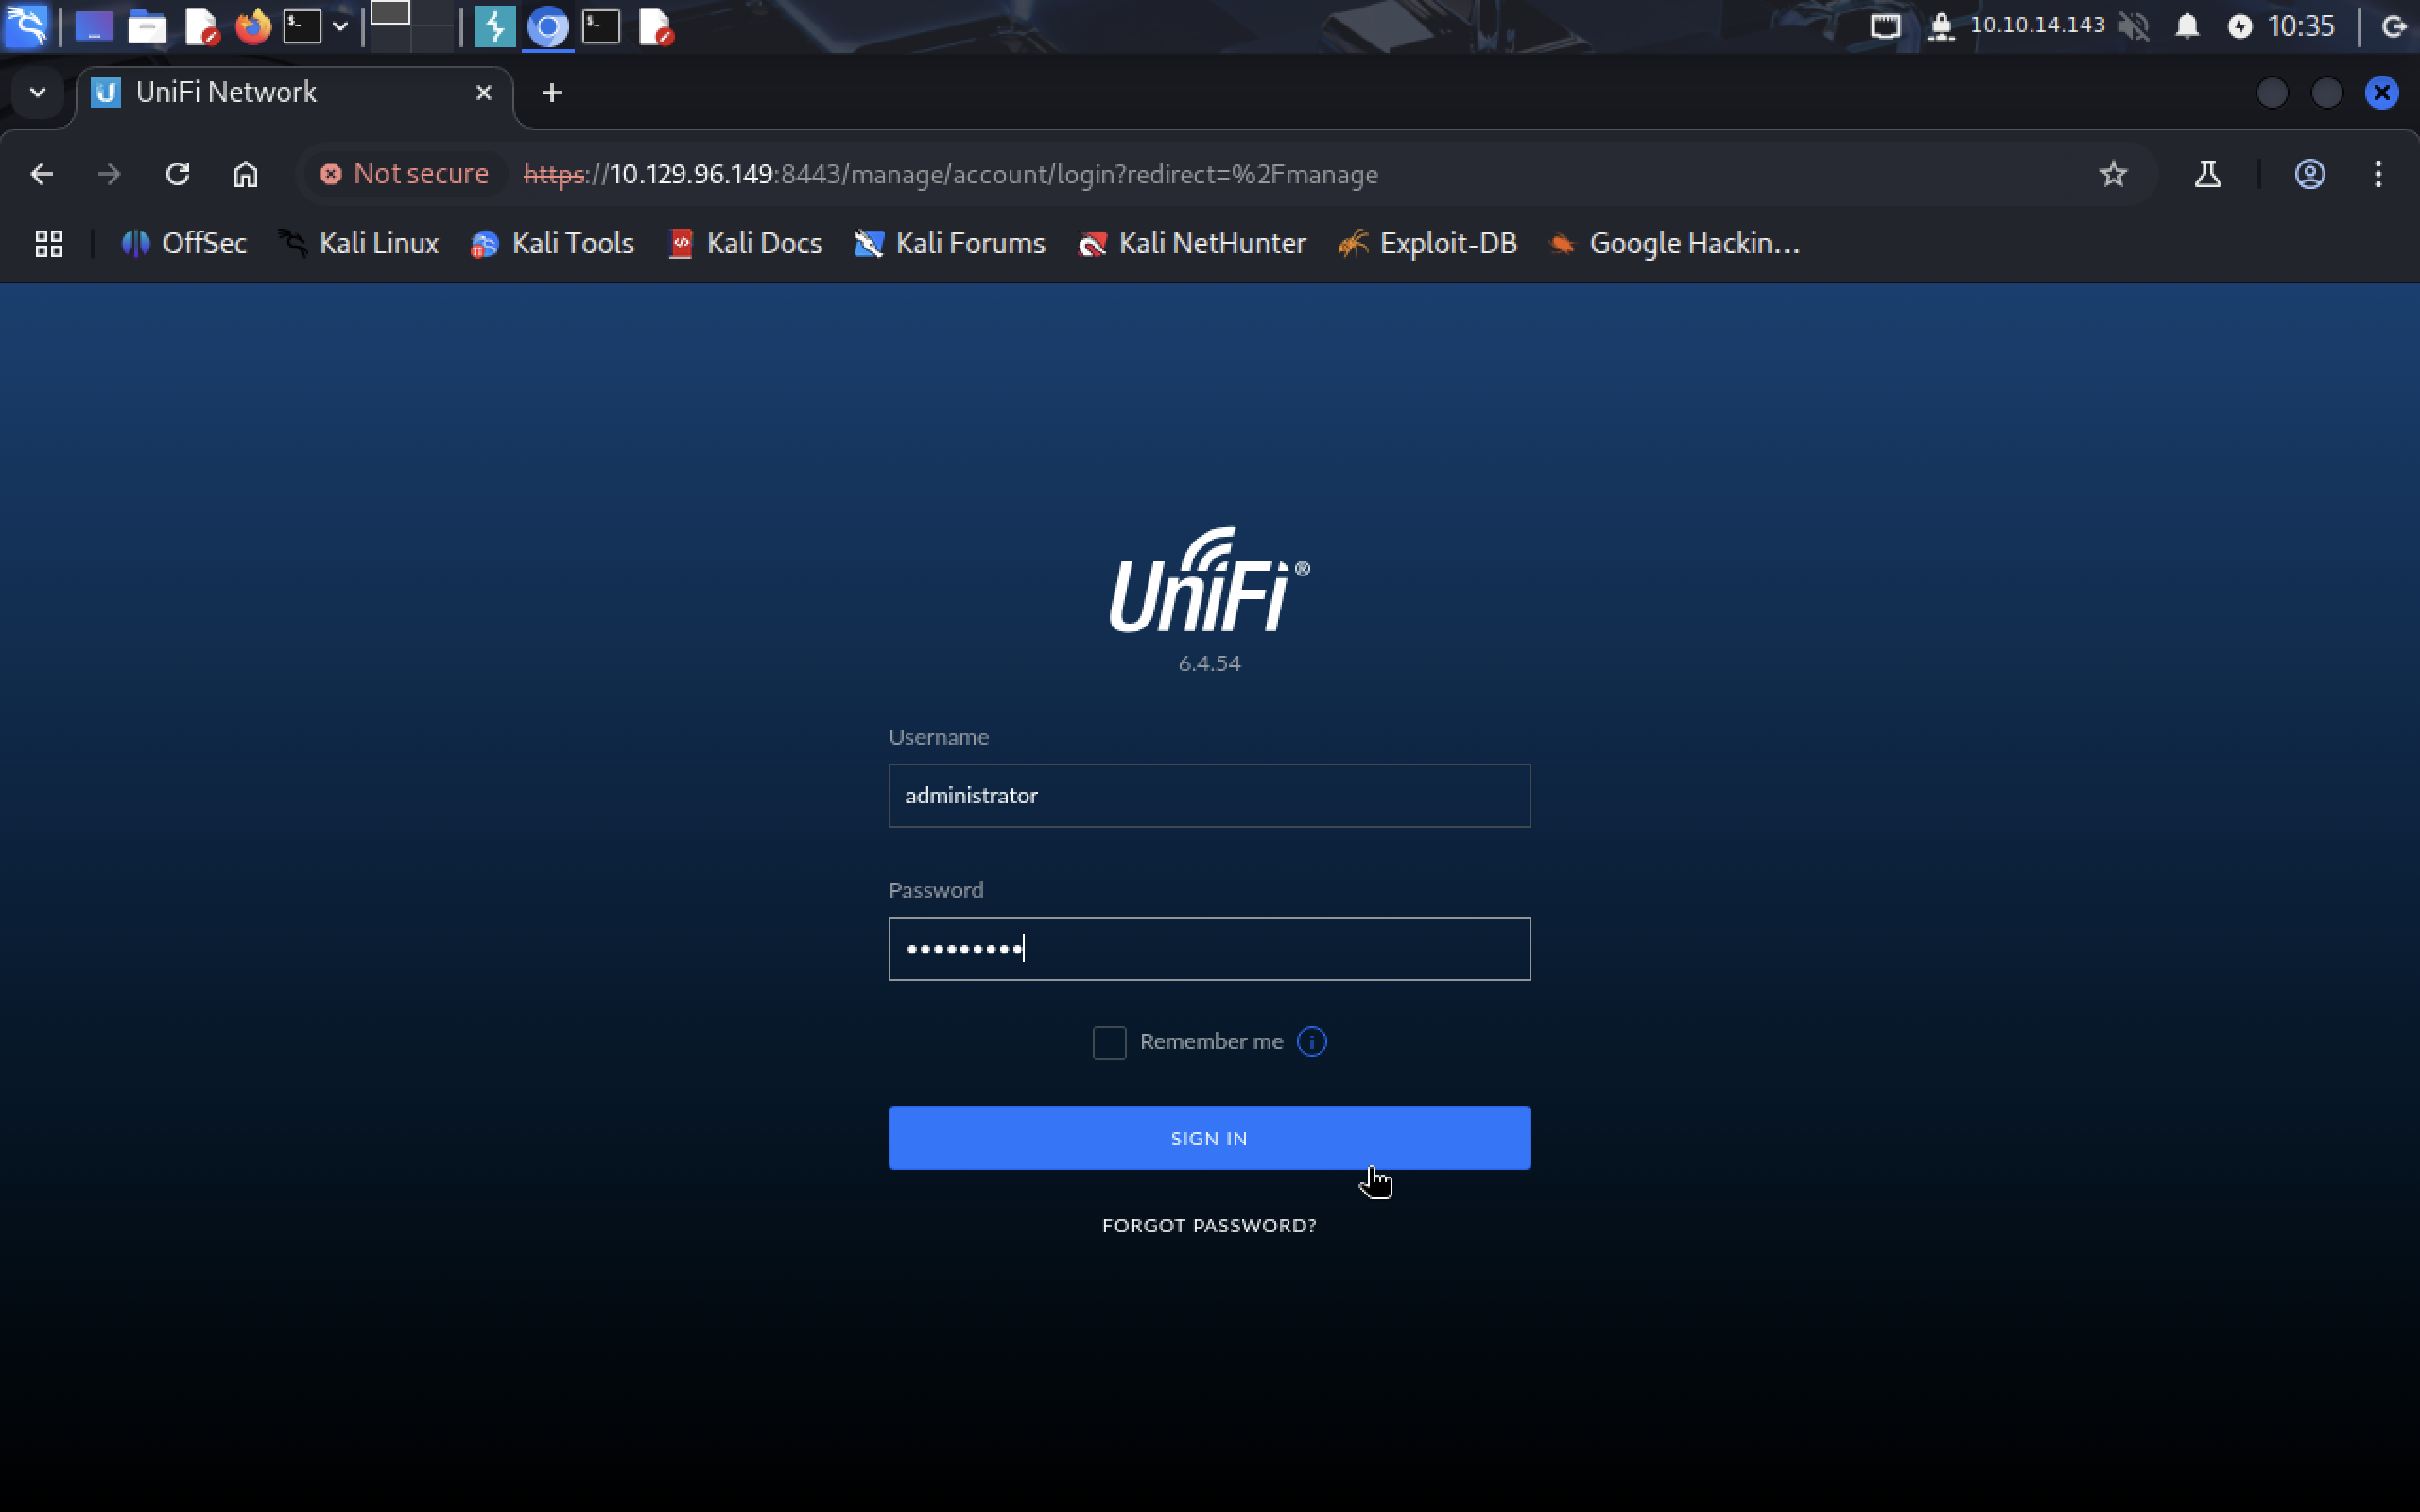 10.10.14.143 10:35
UniFi Network
Not secure https://10.129.96.149:8443/manage/account/login?redirect=%2Fmanage
OffSec Kali Linux Kali Tools Kali Docs Kali Forums Kali NetHunter Exploit-DB Google Hackin...
UniFi®
6.4.54
Username
administrator
Password
•••••••••
Remember me
SIGN IN
FORGOT PASSWORD?